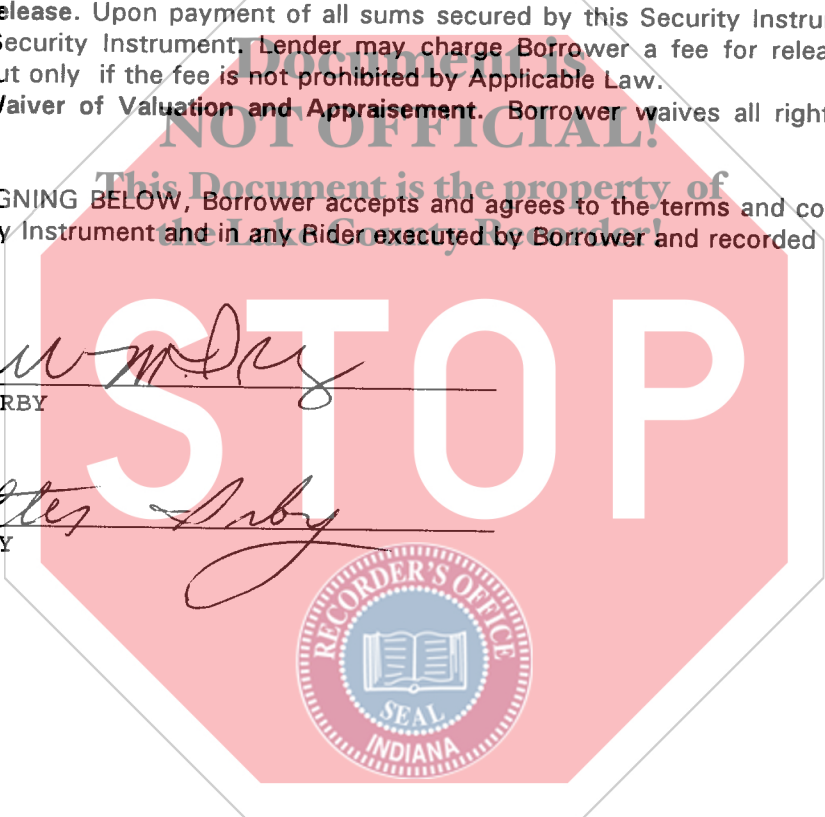 elease. Upon payment of all sums secured by this Security Instru
Security Instrument. Lender may charge Borrower a fee for relea
ut only if the fee is not prohibited by Applicable Law.
Vaiver of Valuation and Appraisement. Borrower waives all right
Document is
NOT OFFICIAL!
This Document is the property of
the Lake County Recorder!
GNING BELOW, Borrower accepts and agrees to the terms and co
y Instrument and in any Rider executed by Borrower and recorded
STOP
RBY
Irby
Y
RECORDER'S OFFICE
SEAL
INDIANA